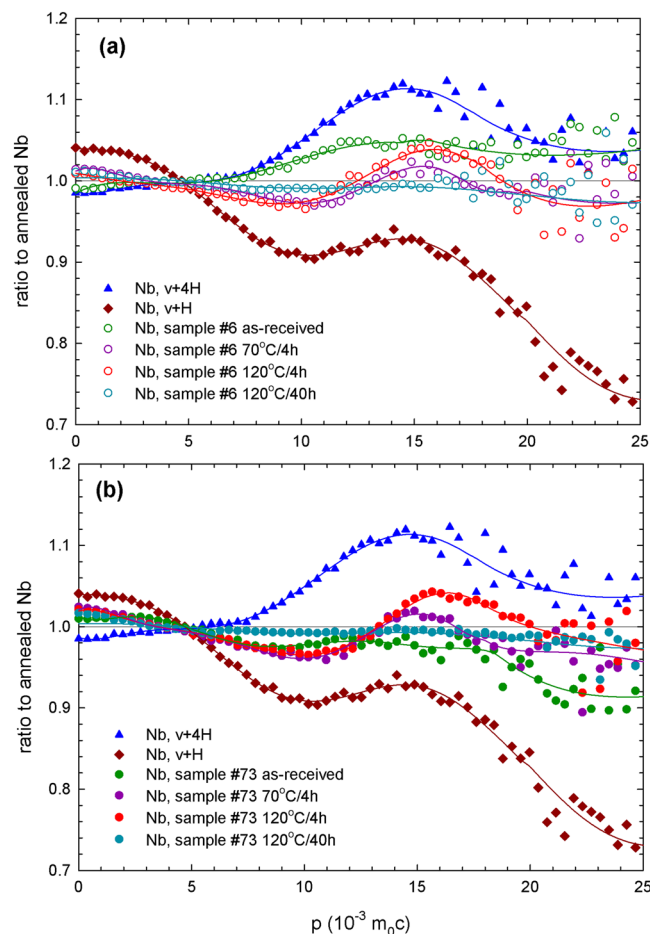 1.2
(a)
1.1
1.0
0.9
0.8
0.7
ratio to annealed Nb
Nb, v+4H
Nb, v+H
Nb, sample #6 as-received
Nb, sample #6 70°C/4h
Nb, sample #6 120°C/4h
Nb, sample #6 120°C/40h
0 5 10 15 20 25
1.2
(b)
1.1
1.0
0.9
0.8
0.7
ratio to annealed Nb
Nb, v+4H
Nb, v+H
Nb, sample #73 as-received
Nb, sample #73 70°C/4h
Nb, sample #73 120°C/4h
Nb, sample #73 120°C/40h
0 5 10 15 20 25
p (10⁻³ m₀c)